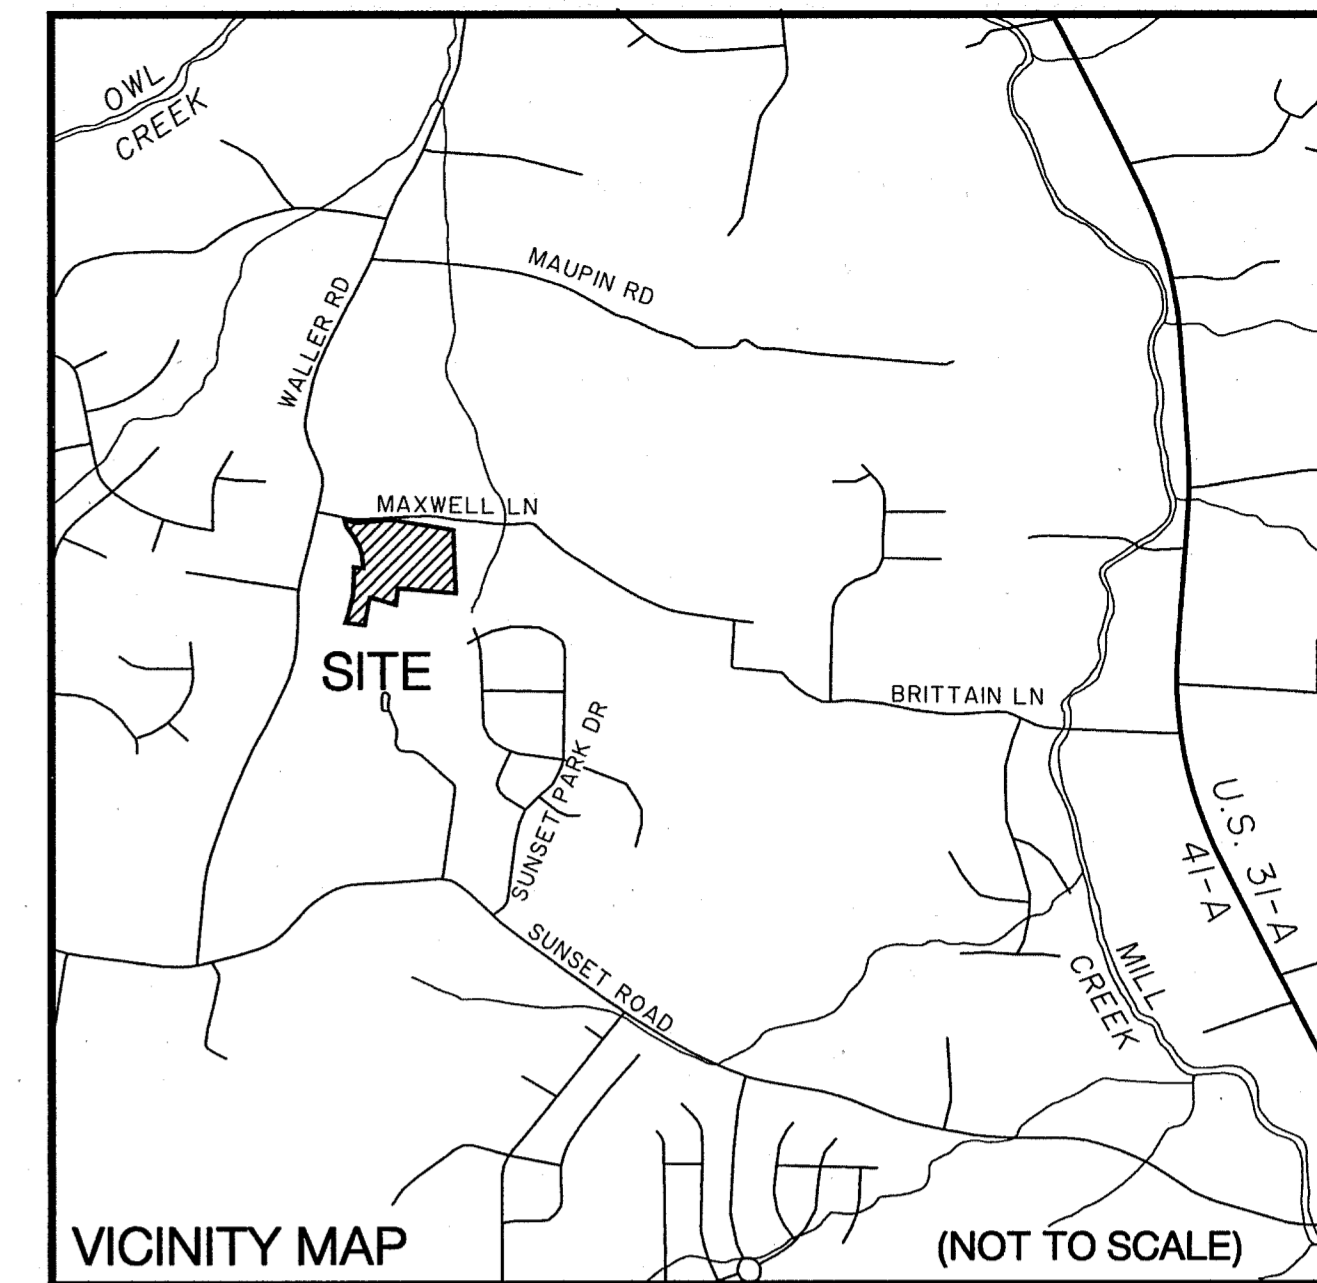 OWL
CREEK
WALLER RD
MAUPIN RD
MAXWELL LN
SITE
BRITTAIN LN
SUNSET PARK DR
U.S. 31-A
41-A
SUNSET ROAD
MILL
CREEK
VICINITY MAP
(NOT TO SCALE)